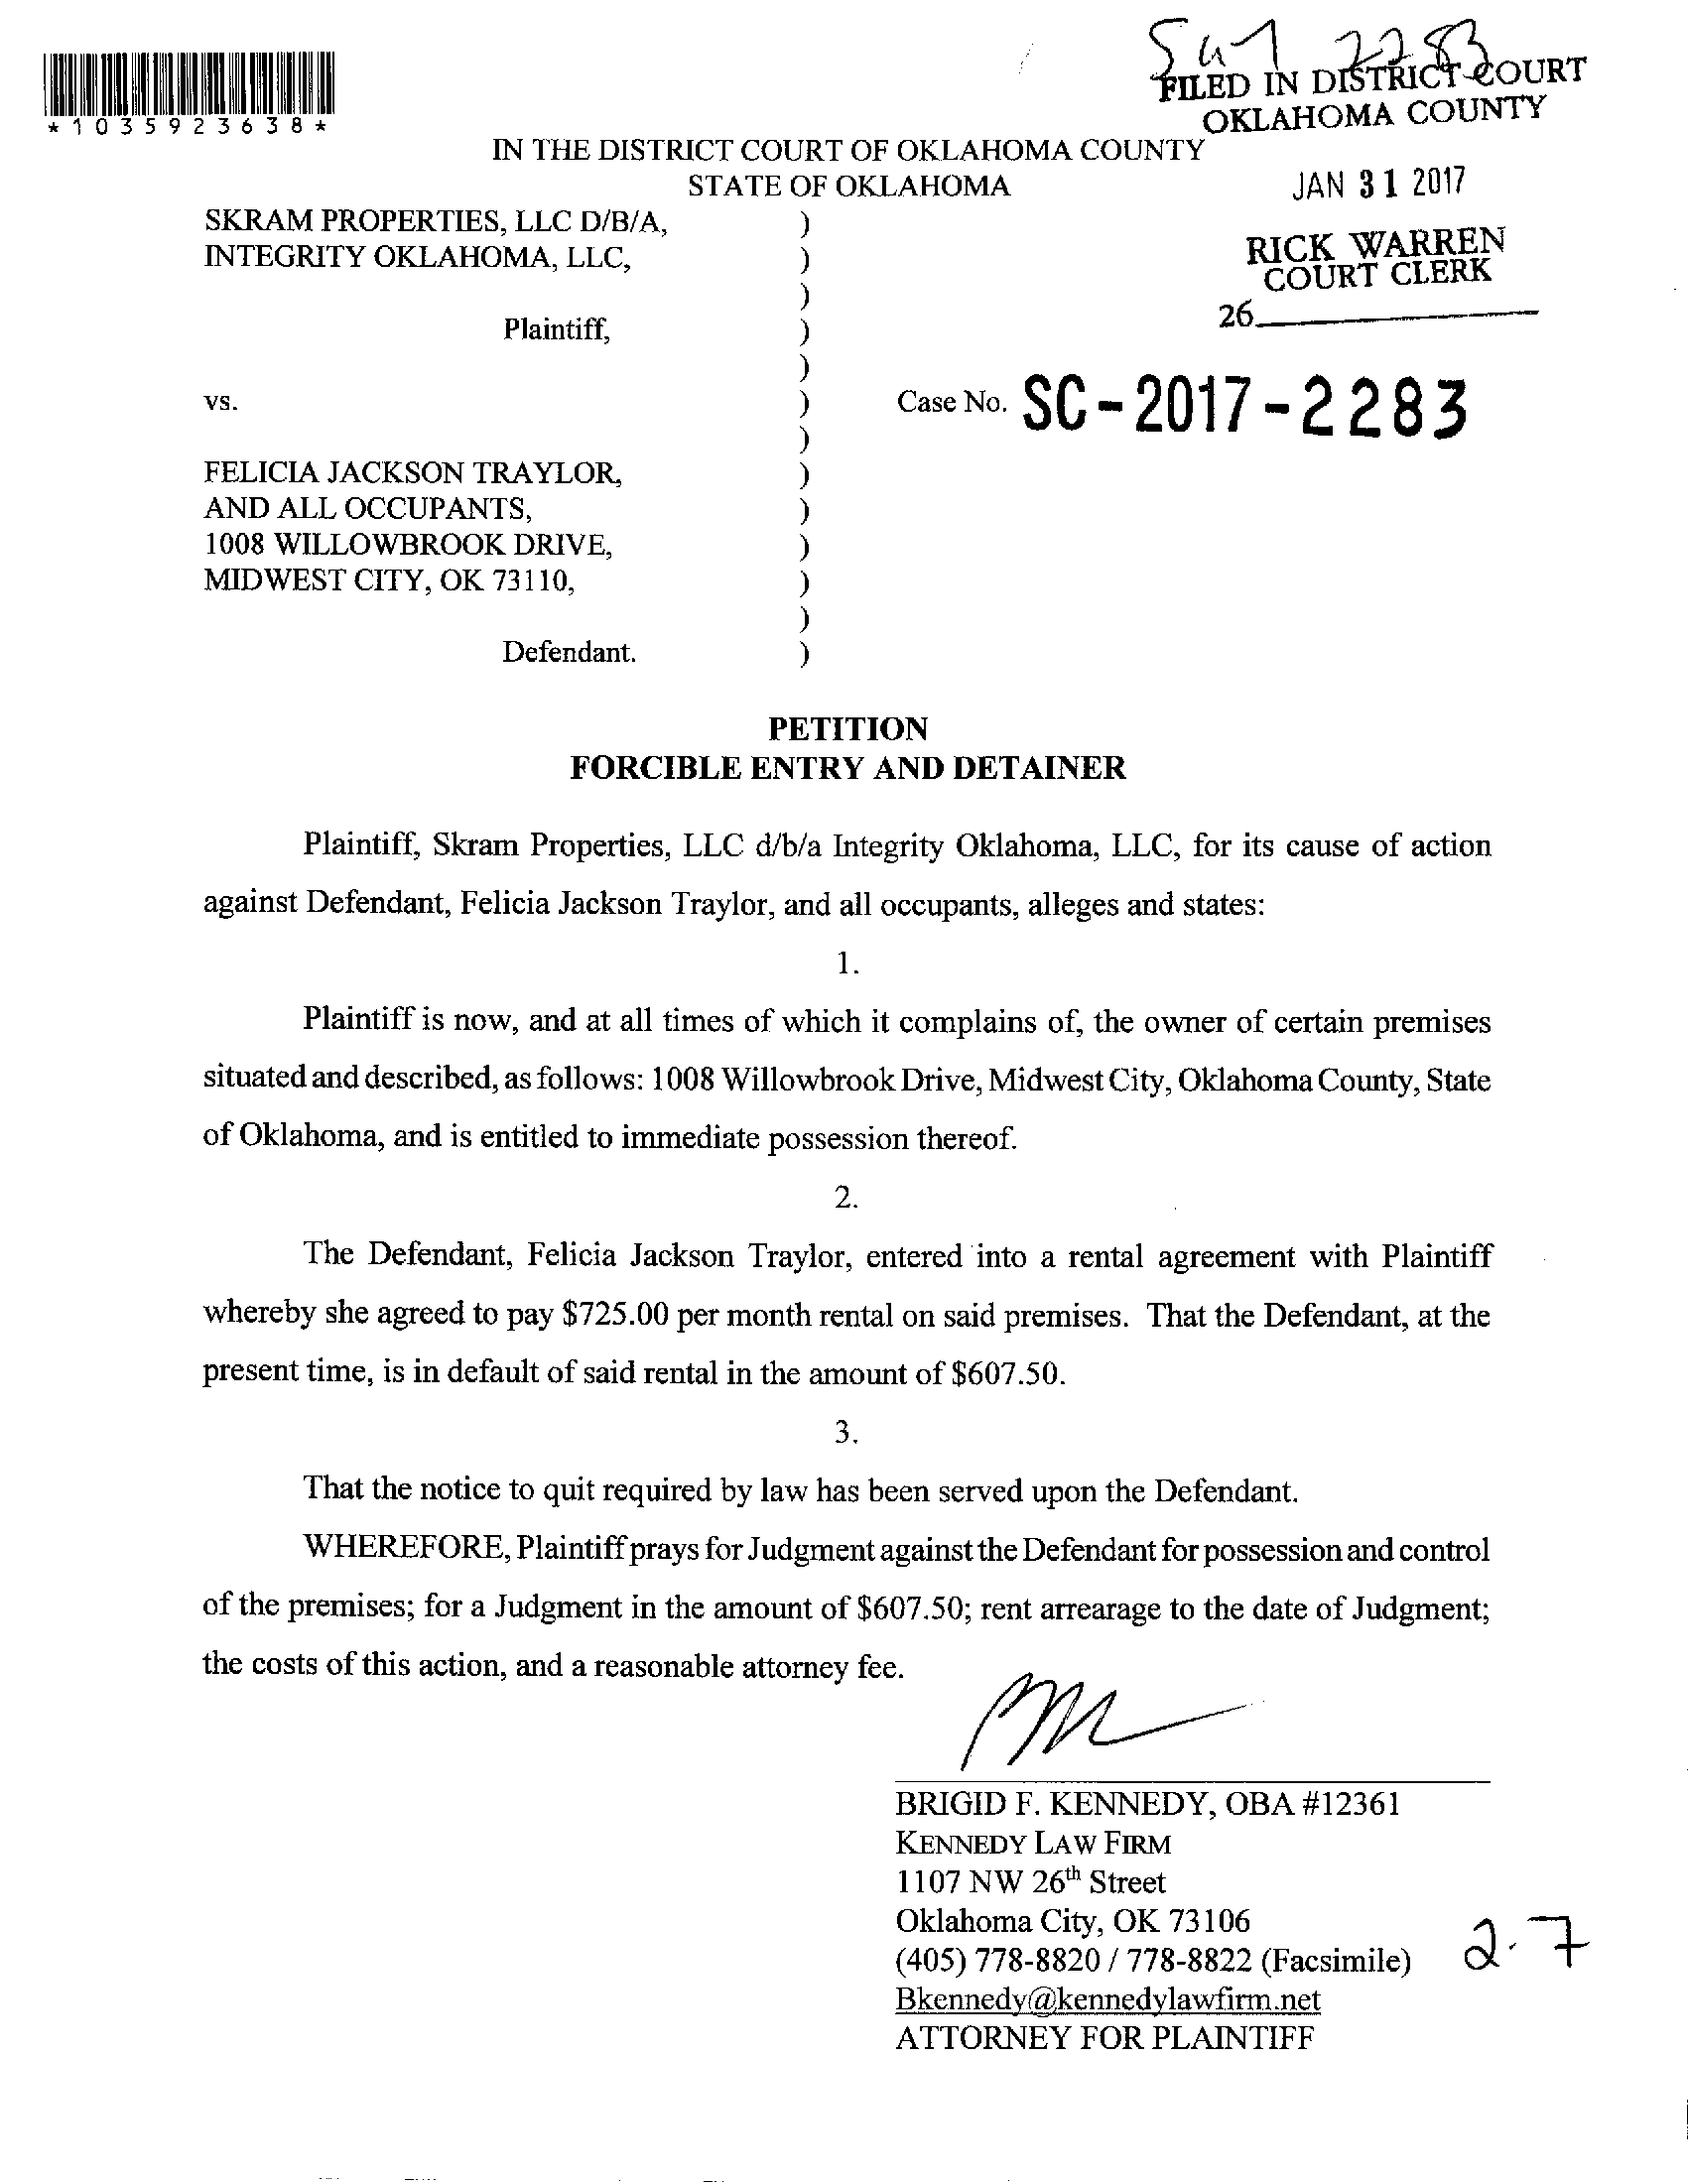 2283
FILED IN DISTRICT COURT
OKLAHOMA COUNTY
*1035923638*
IN THE DISTRICT COURT OF OKLAHOMA COUNTY
STATE OF OKLAHOMA
JAN 31 2017
SKRAM PROPERTIES, LLC D/B/A, )
INTEGRITY OKLAHOMA, LLC, )
RICK WARREN
COURT CLERK
)
26
Plaintiff, )
)
vs. ) Case No. SC-2017-2283
)
FELICIA JACKSON TRAYLOR, )
AND ALL OCCUPANTS, )
1008 WILLOWBROOK DRIVE, )
MIDWEST CITY, OK 73110, )
)
Defendant. )
PETITION
FORCIBLE ENTRY AND DETAINER
Plaintiff, Skram Properties, LLC d/b/a Integrity Oklahoma, LLC, for its cause of action
against Defendant, Felicia Jackson Traylor, and all occupants, alleges and states:
1.
Plaintiff is now, and at all times of which it complains of, the owner of certain premises
situated and described, as follows: 1008 Willowbrook Drive, Midwest City, Oklahoma County, State
of Oklahoma, and is entitled to immediate possession thereof.
2.
The Defendant, Felicia Jackson Traylor, entered into a rental agreement with Plaintiff
whereby she agreed to pay $725.00 per month rental on said premises. That the Defendant, at the
present time, is in default of said rental in the amount of $607.50.
3.
That the notice to quit required by law has been served upon the Defendant.
WHEREFORE, Plaintiff prays for Judgment against the Defendant for possession and control
of the premises; for a Judgment in the amount of $607.50; rent arrearage to the date of Judgment;
the costs of this action, and a reasonable attorney fee.
BRIGID F. KENNEDY, OBA #12361
KENNEDY LAW FIRM
1107 NW 26th Street
Oklahoma City, OK 73106
(405) 778-8820 / 778-8822 (Facsimile)
2.7
Bkennedy@kennedylawfirm.net
ATTORNEY FOR PLAINTIFF